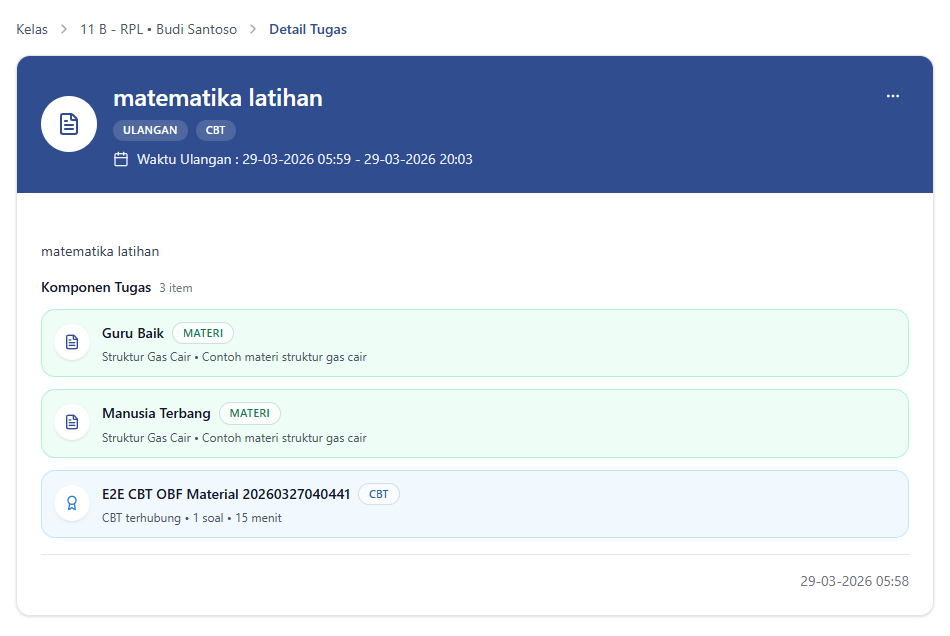 Kelas > 11 B - RPL • Budi Santoso > Detail Tugas
matematika latihan
ULANGAN CBT
Waktu Ulangan : 29-03-2026 05:59 - 29-03-2026 20:03
matematika latihan
Komponen Tugas 3 item
Guru Baik MATERI
Struktur Gas Cair • Contoh materi struktur gas cair
Manusia Terbang MATERI
Struktur Gas Cair • Contoh materi struktur gas cair
E2E CBT OBF Material 20260327040441 CBT
CBT terhubung • 1 soal • 15 menit
29-03-2026 05:58